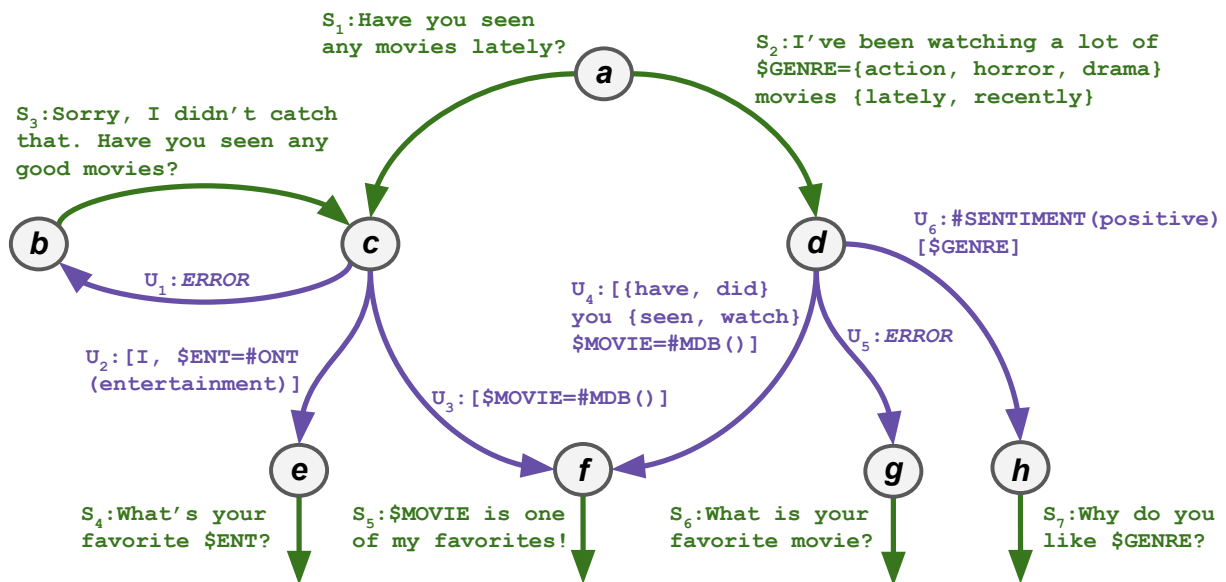 S₁:Have you seen
any movies lately?
S₂:I’ve been watching a lot of
$GENRE={action, horror, drama}
movies {lately, recently}
a
S₃:Sorry, I didn’t catch
that. Have you seen any
good movies?
b
c
d
U₆:#SENTIMENT(positive)
[$GENRE]
U₁:ERROR
U₄:[{have, did}
you {seen, watch}
$MOVIE=#MDB()]
U₅:ERROR
U₂:[I, $ENT=#ONT
(entertainment)]
U₃:[$MOVIE=#MDB()]
e
f
g
h
S₄:What’s your
favorite $ENT?
S₅:$MOVIE is one
of my favorites!
S₆:What is your
favorite movie?
S₇:Why do you
like $GENRE?